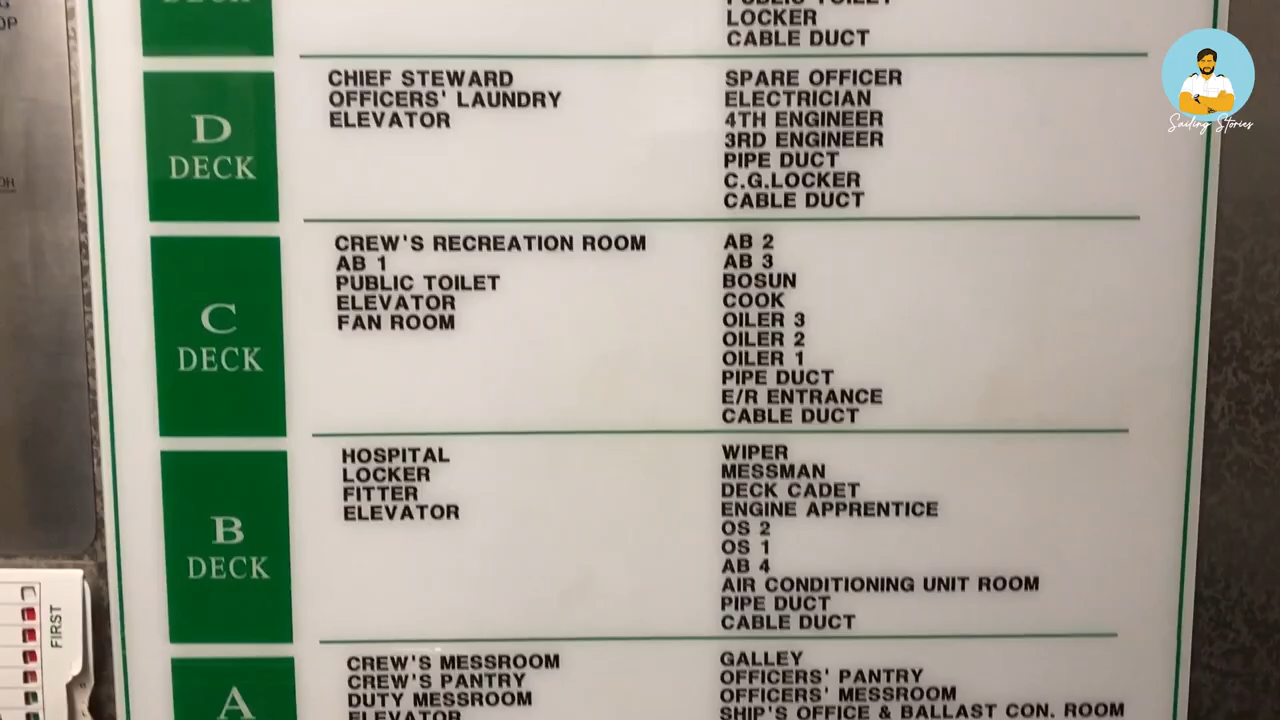 DECK
PUBLIC TOILET
LOCKER
CABLE DUCT
D
DECK
CHIEF STEWARD
OFFICERS' LAUNDRY
ELEVATOR
SPARE OFFICER
ELECTRICIAN
4TH ENGINEER
3RD ENGINEER
PIPE DUCT
C.G.LOCKER
CABLE DUCT
C
DECK
CREW'S RECREATION ROOM
AB 1
PUBLIC TOILET
ELEVATOR
FAN ROOM
AB 2
AB 3
BOSUN
COOK
OILER 3
OILER 2
OILER 1
PIPE DUCT
E/R ENTRANCE
CABLE DUCT
B
DECK
HOSPITAL
LOCKER
FITTER
ELEVATOR
WIPER
MESSMAN
DECK CADET
ENGINE APPRENTICE
OS 2
OS 1
AB 4
AIR CONDITIONING UNIT ROOM
PIPE DUCT
CABLE DUCT
A
CREW'S MESSROOM
CREW'S PANTRY
DUTY MESSROOM
ELEVATOR
GALLEY
OFFICERS' PANTRY
OFFICERS' MESSROOM
SHIP'S OFFICE & BALLAST CON. ROOM
FIRST
Sailing Stories